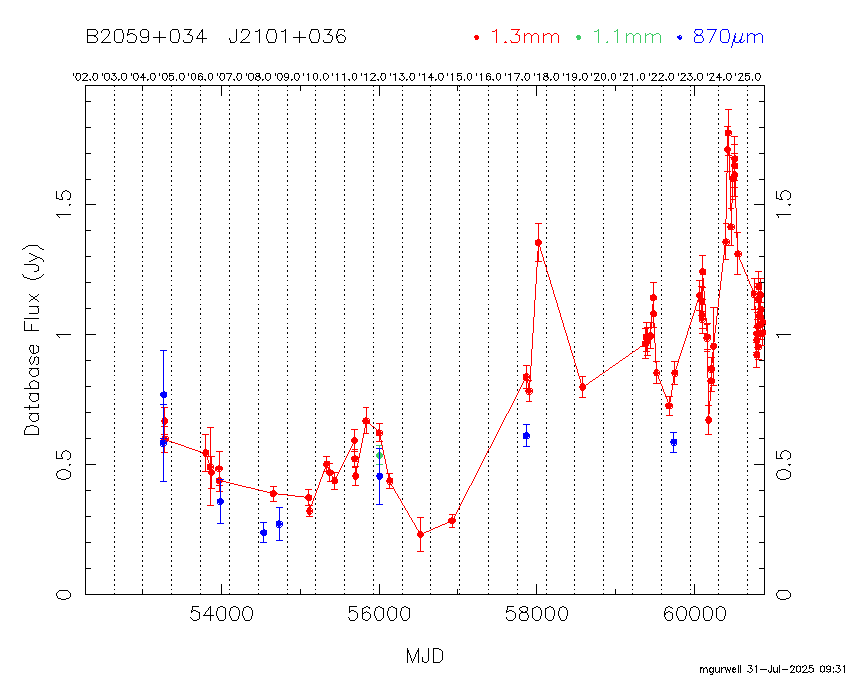 B2059+034 J2101+036 1.3mm 1.1mm 870μm
'02.0 '03.0 '04.0 '05.0 '06.0 '07.0 '08.0 '09.0 '10.0 '11.0 '12.0 '13.0 '14.0 '15.0 '16.0 '17.0 '18.0 '19.0 '20.0 '21.0 '22.0 '23.0 '24.0 '25.0
1.5 1.5
Database Flux (Jy)
1 1
0.5 0.5
0 0
54000 56000 58000 60000
MJD
mgurwell 31-Jul-2025 09:31